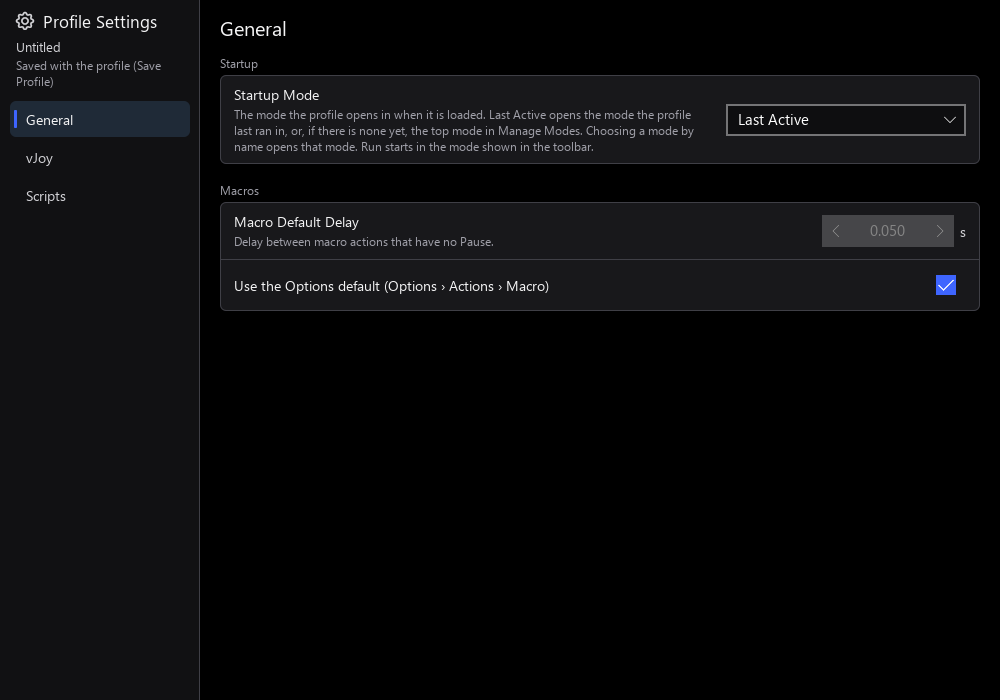 Profile Settings
Untitled
Saved with the profile (Save
Profile)
General
vJoy
Scripts
General
Startup
Startup Mode
The mode the profile opens in when it is loaded. Last Active opens the mode the profile
last ran in, or, if there is none yet, the top mode in Manage Modes. Choosing a mode by
name opens that mode. Run starts in the mode shown in the toolbar.
Last Active
Macros
Macro Default Delay
Delay between macro actions that have no Pause.
0.050
s
Use the Options default (Options › Actions › Macro)